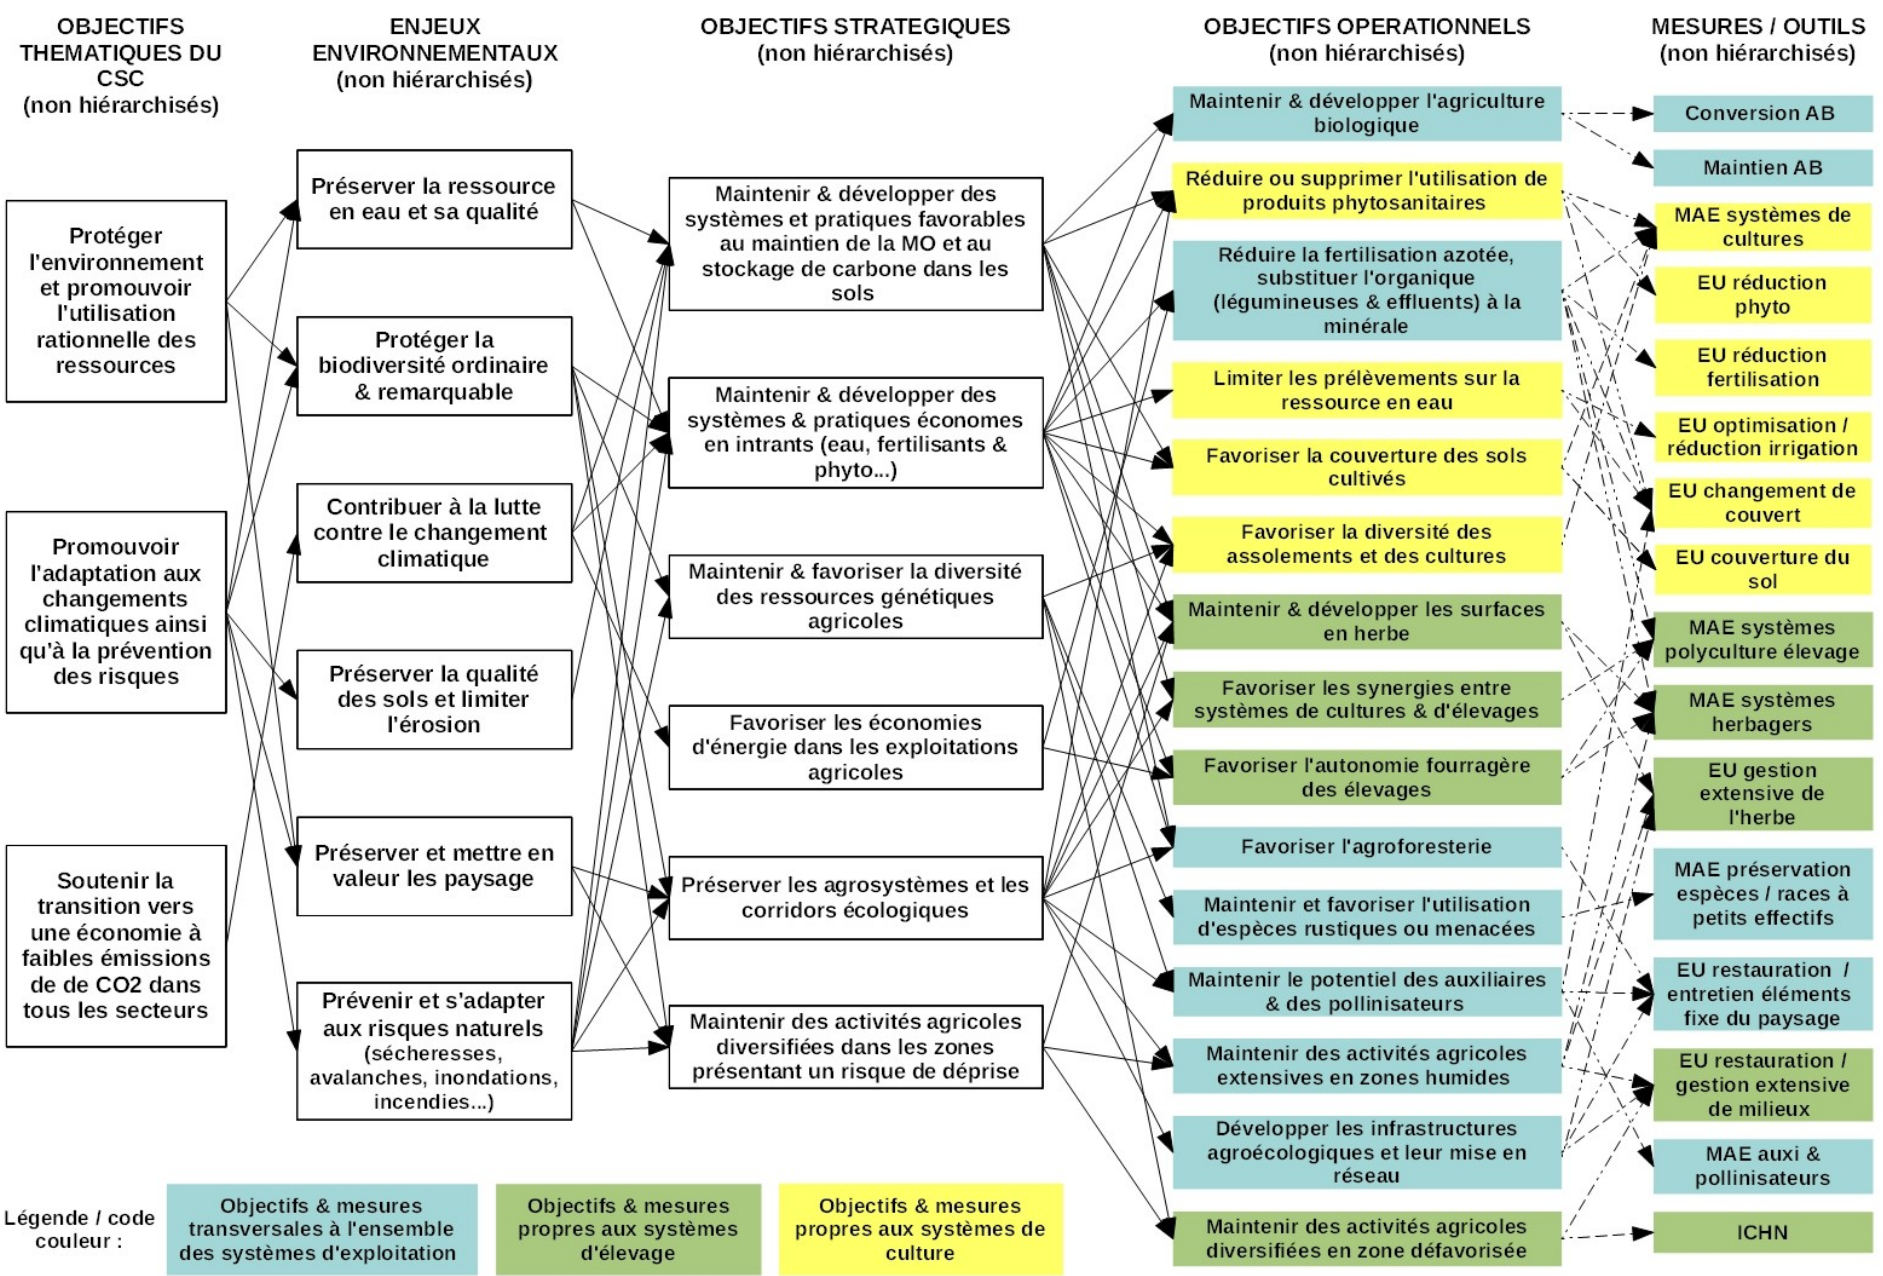 OBJECTIFS
THEMATIQUES DU
CSC
(non hiérarchisés)
Protéger
l'environnement
et promouvoir
l'utilisation
rationnelle des
ressources
Promouvoir
l'adaptation aux
changements
climatiques ainsi
qu'à la prévention
des risques
Soutenir la
transition vers
une économie à
faibles émissions
de de CO2 dans
tous les secteurs
ENJEUX
ENVIRONNEMENTAUX
(non hiérarchisés)
Préserver la ressource
en eau et sa qualité
Protéger la
biodiversité ordinaire
& remarquable
Contribuer à la lutte
contre le changement
climatique
Préserver la qualité
des sols et limiter
l'érosion
Préserver et mettre en
valeur les paysage
Prévenir et s'adapter
aux risques naturels
(sécheresses,
avalanches, inondations,
incendies...)
OBJECTIFS STRATEGIQUES
(non hiérarchisés)
Maintenir & développer des
systèmes et pratiques favorables
au maintien de la MO et au
stockage de carbone dans les
sols
Maintenir & développer des
systèmes & pratiques économes
en intrants (eau, fertilisants &
phyto...)
Maintenir & favoriser la diversité
des ressources génétiques
agricoles
Favoriser les économies
d'énergie dans les exploitations
agricoles
Préserver les agrosystèmes et les
corridors écologiques
Maintenir des activités agricoles
diversifiées dans les zones
présentant un risque de déprise
OBJECTIFS OPERATIONNELS
(non hiérarchisés)
Maintenir & développer l'agriculture
biologique
Réduire ou supprimer l'utilisation de
produits phytosanitaires
Réduire la fertilisation azotée,
substituer l'organique
(légumineuses & effluents) à la
minérale
Limiter les prélèvements sur la
ressource en eau
Favoriser la couverture des sols
cultivés
Favoriser la diversité des
assolements et des cultures
Maintenir & développer les surfaces
en herbe
Favoriser les synergies entre
systèmes de cultures & d'élevages
Favoriser l'autonomie fourragère
des élevages
Favoriser l'agroforesterie
Maintenir et favoriser l'utilisation
d'espèces rustiques ou menacées
Maintenir le potentiel des auxiliaires
& des pollinisateurs
Maintenir des activités agricoles
extensives en zones humides
Développer les infrastructures
agroécologiques et leur mise en
réseau
Maintenir des activités agricoles
diversifiées en zone défavorisée
MESURES / OUTILS
(non hiérarchisés)
Conversion AB
Maintien AB
MAE systèmes de
cultures
EU réduction
phyto
EU réduction
fertilisation
EU optimisation /
réduction irrigation
EU changement de
couvert
EU couverture du
sol
MAE systèmes
polyculture élevage
MAE systèmes
herbagers
EU gestion
extensive de
l'herbe
MAE préservation
espèces / races à
petits effectifs
EU restauration /
entretien éléments
fixe du paysage
EU restauration /
gestion extensive
de milieux
MAE auxi &
pollinisateurs
ICHN
Légende / code
couleur :
Objectifs & mesures
transversales à l'ensemble
des systèmes d'exploitation
Objectifs & mesures
propres aux systèmes
d'élevage
Objectifs & mesures
propres aux systèmes de
culture